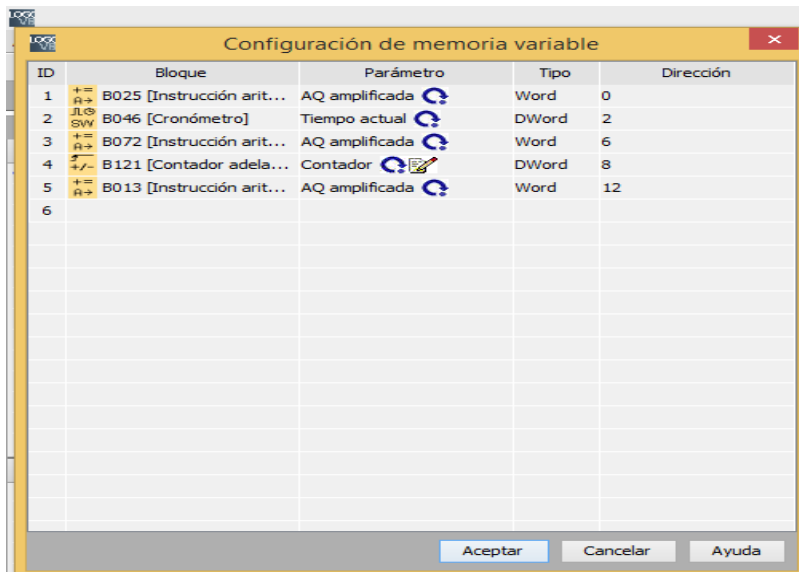 LOGO
LOGO
Configuración de memoria variable
ID Bloque Parámetro Tipo Dirección
1 += A→ B025 [Instrucción arit... AQ amplificada Word 0
2 SW B046 [Cronómetro] Tiempo actual DWord 2
3 += A→ B072 [Instrucción arit... AQ amplificada Word 6
4 +/- B121 [Contador adela... Contador DWord 8
5 += A→ B013 [Instrucción arit... AQ amplificada Word 12
6
Aceptar Cancelar Ayuda